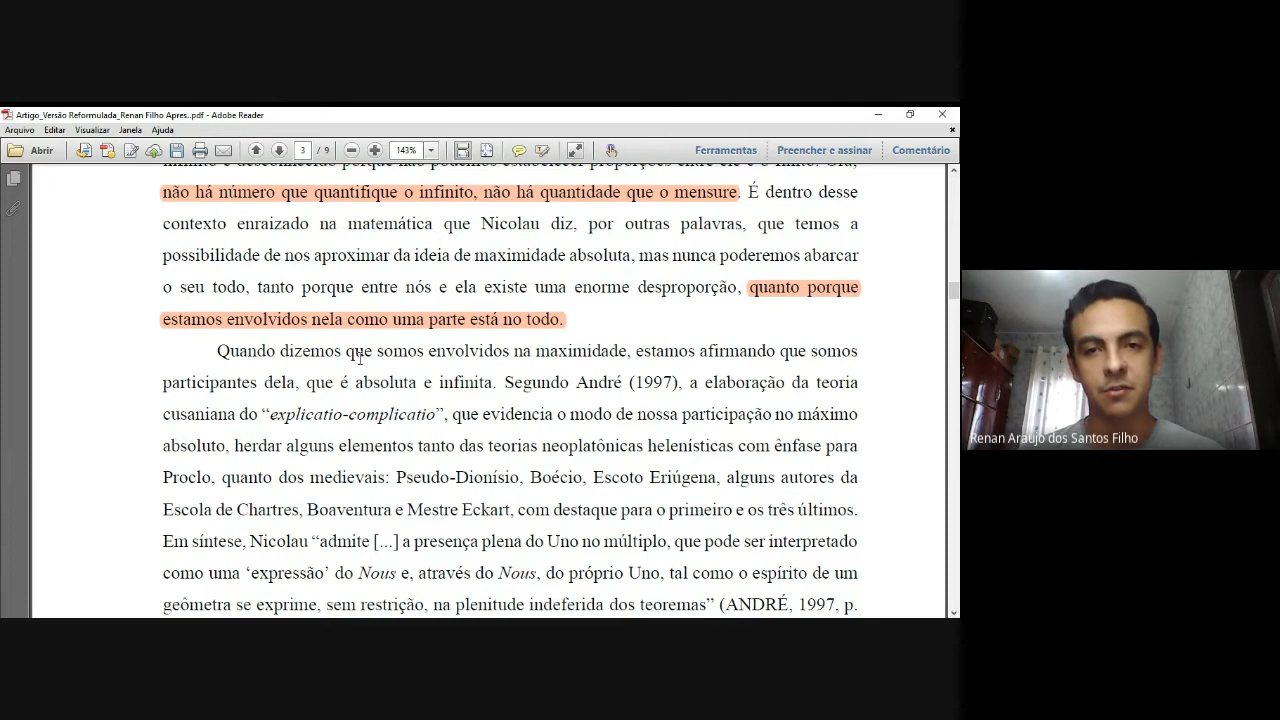 Artigo_Versão Reformulada_Renan Filho Apres..pdf - Adobe Reader
Arquivo Editar Visualizar Janela Ajuda
Abrir 3 / 9 143% Ferramentas Preencher e assinar Comentário
não há número que quantifique o infinito, não há quantidade que o mensure. É dentro desse
contexto enraizado na matemática que Nicolau diz, por outras palavras, que temos a
possibilidade de nos aproximar da ideia de maximidade absoluta, mas nunca poderemos abarcar
o seu todo, tanto porque entre nós e ela existe uma enorme desproporção, quanto porque
estamos envolvidos nela como uma parte está no todo.
Quando dizemos que somos envolvidos na maximidade, estamos afirmando que somos
participantes dela, que é absoluta e infinita. Segundo André (1997), a elaboração da teoria
cusaniana do “explicatio-complicatio”, que evidencia o modo de nossa participação no máximo
absoluto, herdar alguns elementos tanto das teorias neoplatônicas helenísticas com ênfase para
Proclo, quanto dos medievais: Pseudo-Dionísio, Boécio, Escoto Eriúgena, alguns autores da
Escola de Chartres, Boaventura e Mestre Eckart, com destaque para o primeiro e os três últimos.
Em síntese, Nicolau “admite [...] a presença plena do Uno no múltiplo, que pode ser interpretado
como uma ‘expressão’ do Nous e, através do Nous, do próprio Uno, tal como o espírito de um
geômetra se exprime, sem restrição, na plenitude indeferida dos teoremas” (ANDRÉ, 1997, p.
Renan Araujo dos Santos Filho